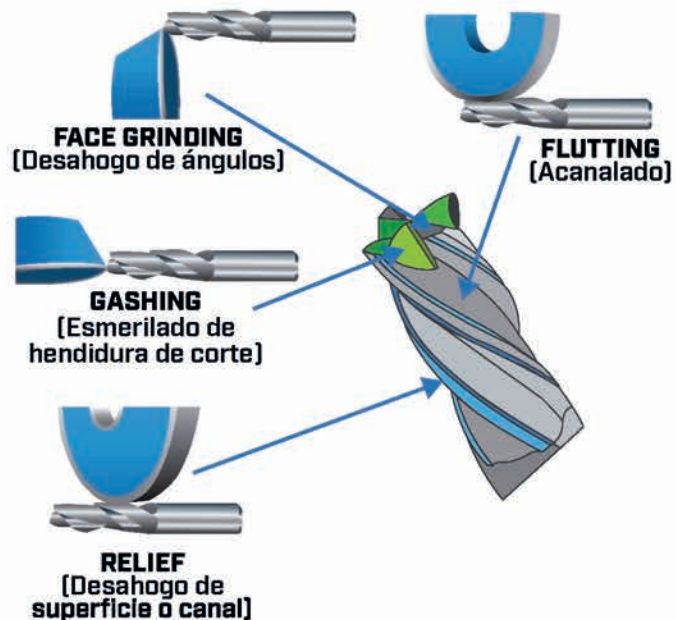 FACE GRINDING
(Desahogo de ángulos)
FLUTTING
(Acanalado)
GASHING
(Esmerilado de
hendidura de corte)
RELIEF
(Desahogo de
superficie o canal)